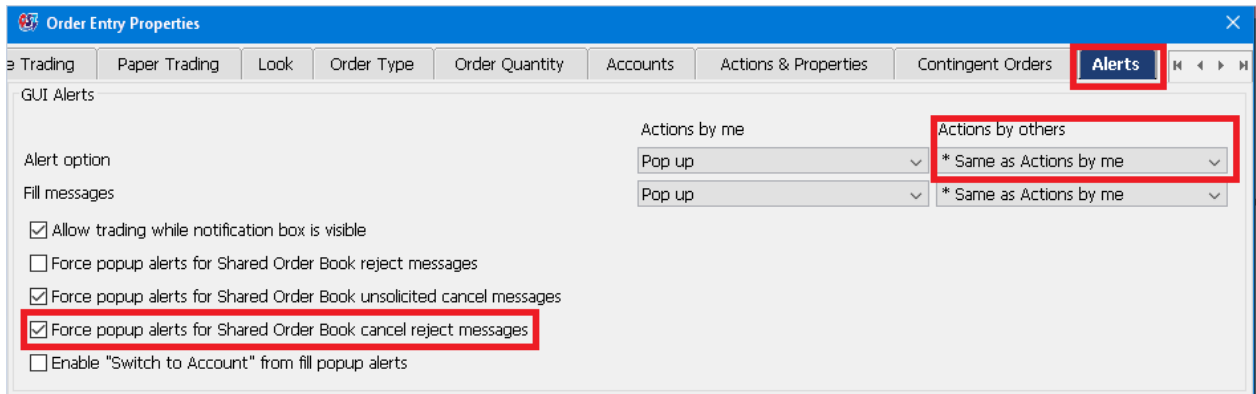 Order Entry Properties
e Trading Paper Trading Look Order Type Order Quantity Accounts Actions & Properties Contingent Orders Alerts
GUI Alerts
Actions by me Actions by others
Alert option Pop up * Same as Actions by me
Fill messages Pop up * Same as Actions by me
Allow trading while notification box is visible
Force popup alerts for Shared Order Book reject messages
Force popup alerts for Shared Order Book unsolicited cancel messages
Force popup alerts for Shared Order Book cancel reject messages
Enable "Switch to Account" from fill popup alerts